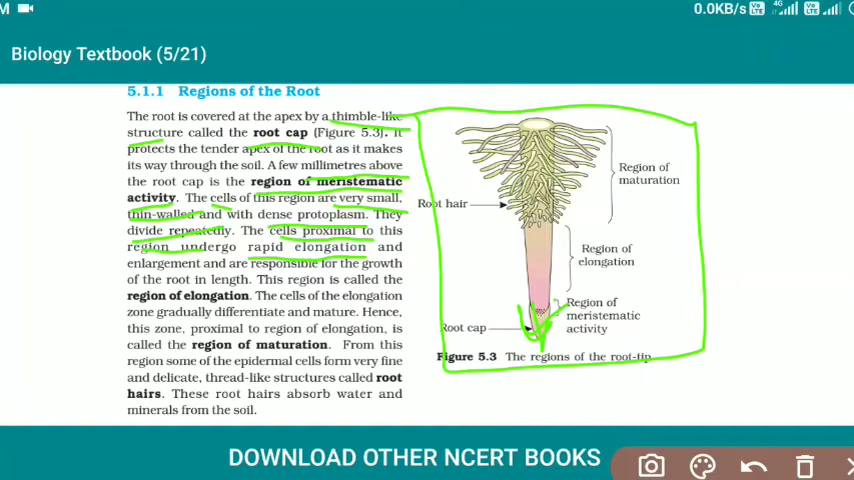 M 0.0KB/s VO LTE 4G VO LTE
Biology Textbook (5/21)
5.1.1 Regions of the Root
The root is covered at the apex by a thimble-like
structure called the root cap (Figure 5.3). It
protects the tender apex of the root as it makes
its way through the soil. A few millimetres above
the root cap is the region of meristematic
activity. The cells of this region are very small,
thin-walled and with dense protoplasm. They
divide repeatedly. The cells proximal to this
region undergo rapid elongation and
enlargement and are responsible for the growth
of the root in length. This region is called the
region of elongation. The cells of the elongation
zone gradually differentiate and mature. Hence,
this zone, proximal to region of elongation, is
called the region of maturation. From this
region some of the epidermal cells form very fine
and delicate, thread-like structures called root
hairs. These root hairs absorb water and
minerals from the soil.
Region of
maturation
Root hair
Region of
elongation
Region of
meristematic
activity
Root cap
Figure 5.3 The regions of the root-tip
DOWNLOAD OTHER NCERT BOOKS